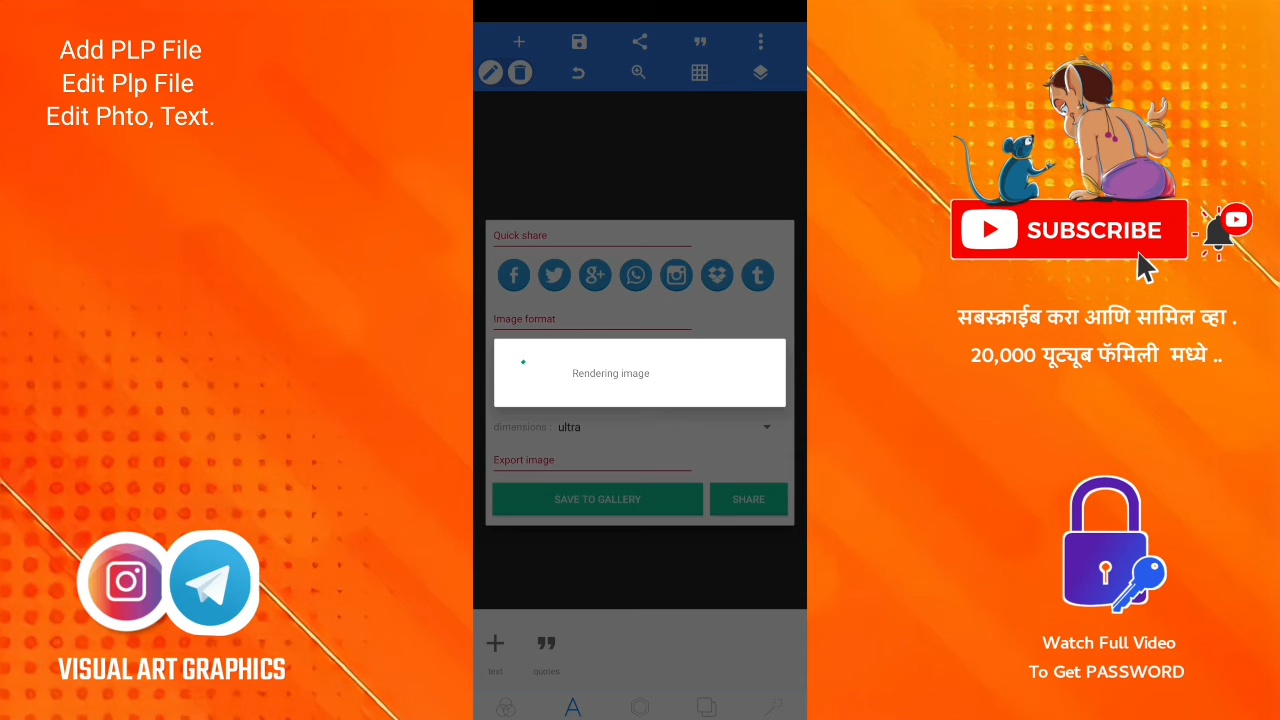 Add PLP File
Edit Plp File
Edit Phto, Text.
Quick share
Image format
Rendering image
dimensions : ultra
Export image
SAVE TO GALLERY
SHARE
text
quotes
SUBSCRIBE
सबस्क्राईब करा आणि सामिल व्हा .
20,000 यूट्यूब फॅमिली मध्ये ..
VISUAL ART GRAPHICS
Watch Full Video
To Get PASSWORD